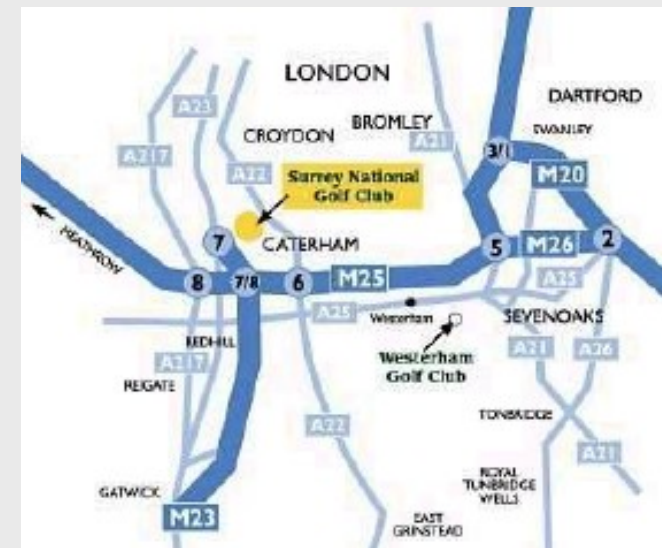 LONDON
DARTFORD
A23
BROMLEY
A21
SWANLEY
CROYDON
3/1
A217
A22
M20
Surrey National
Golf Club
HEATHROW
7
CATERHAM
5
M26
2
8
7/8
6
M25
A25
A25
Westerham
SEVENOAKS
REDHILL
A21
A26
A217
Westerham
Golf Club
REIGATE
TONBRIDGE
A22
A21
ROYAL
TUNBRIDGE
WELLS
GATWICK
M23
EAST
GRINSTEAD